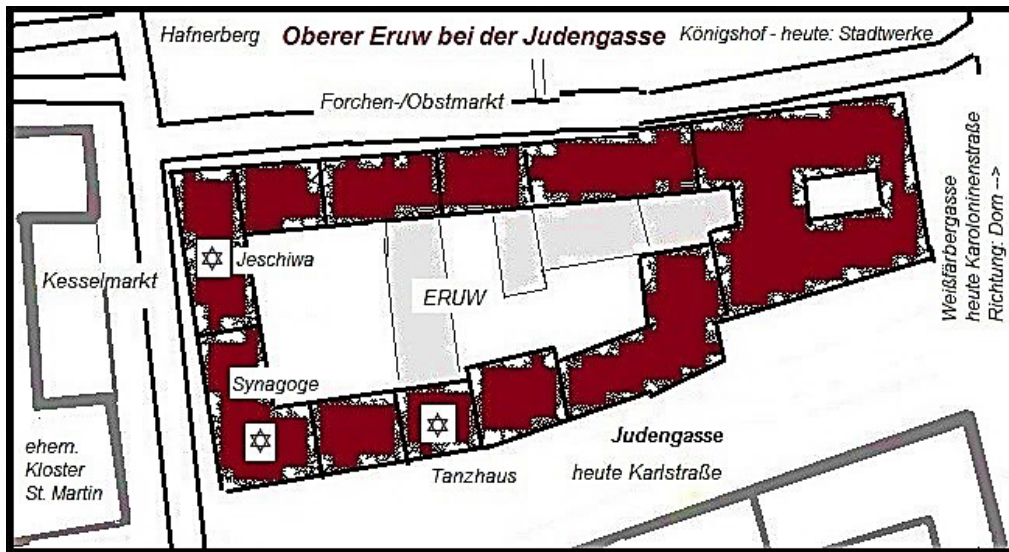 Hafnerberg
Oberer Eruw bei der Judengasse
Königshof - heute: Stadtwerke
Forchen-/Obstmarkt
Kesselmarkt
Jeschiwa
ERUW
Weißfärbergasse
heute Karoloninenstraße
Richtung: Dom -->
Synagoge
ehem.
Kloster
St. Martin
Tanzhaus
Judengasse
heute Karlstraße